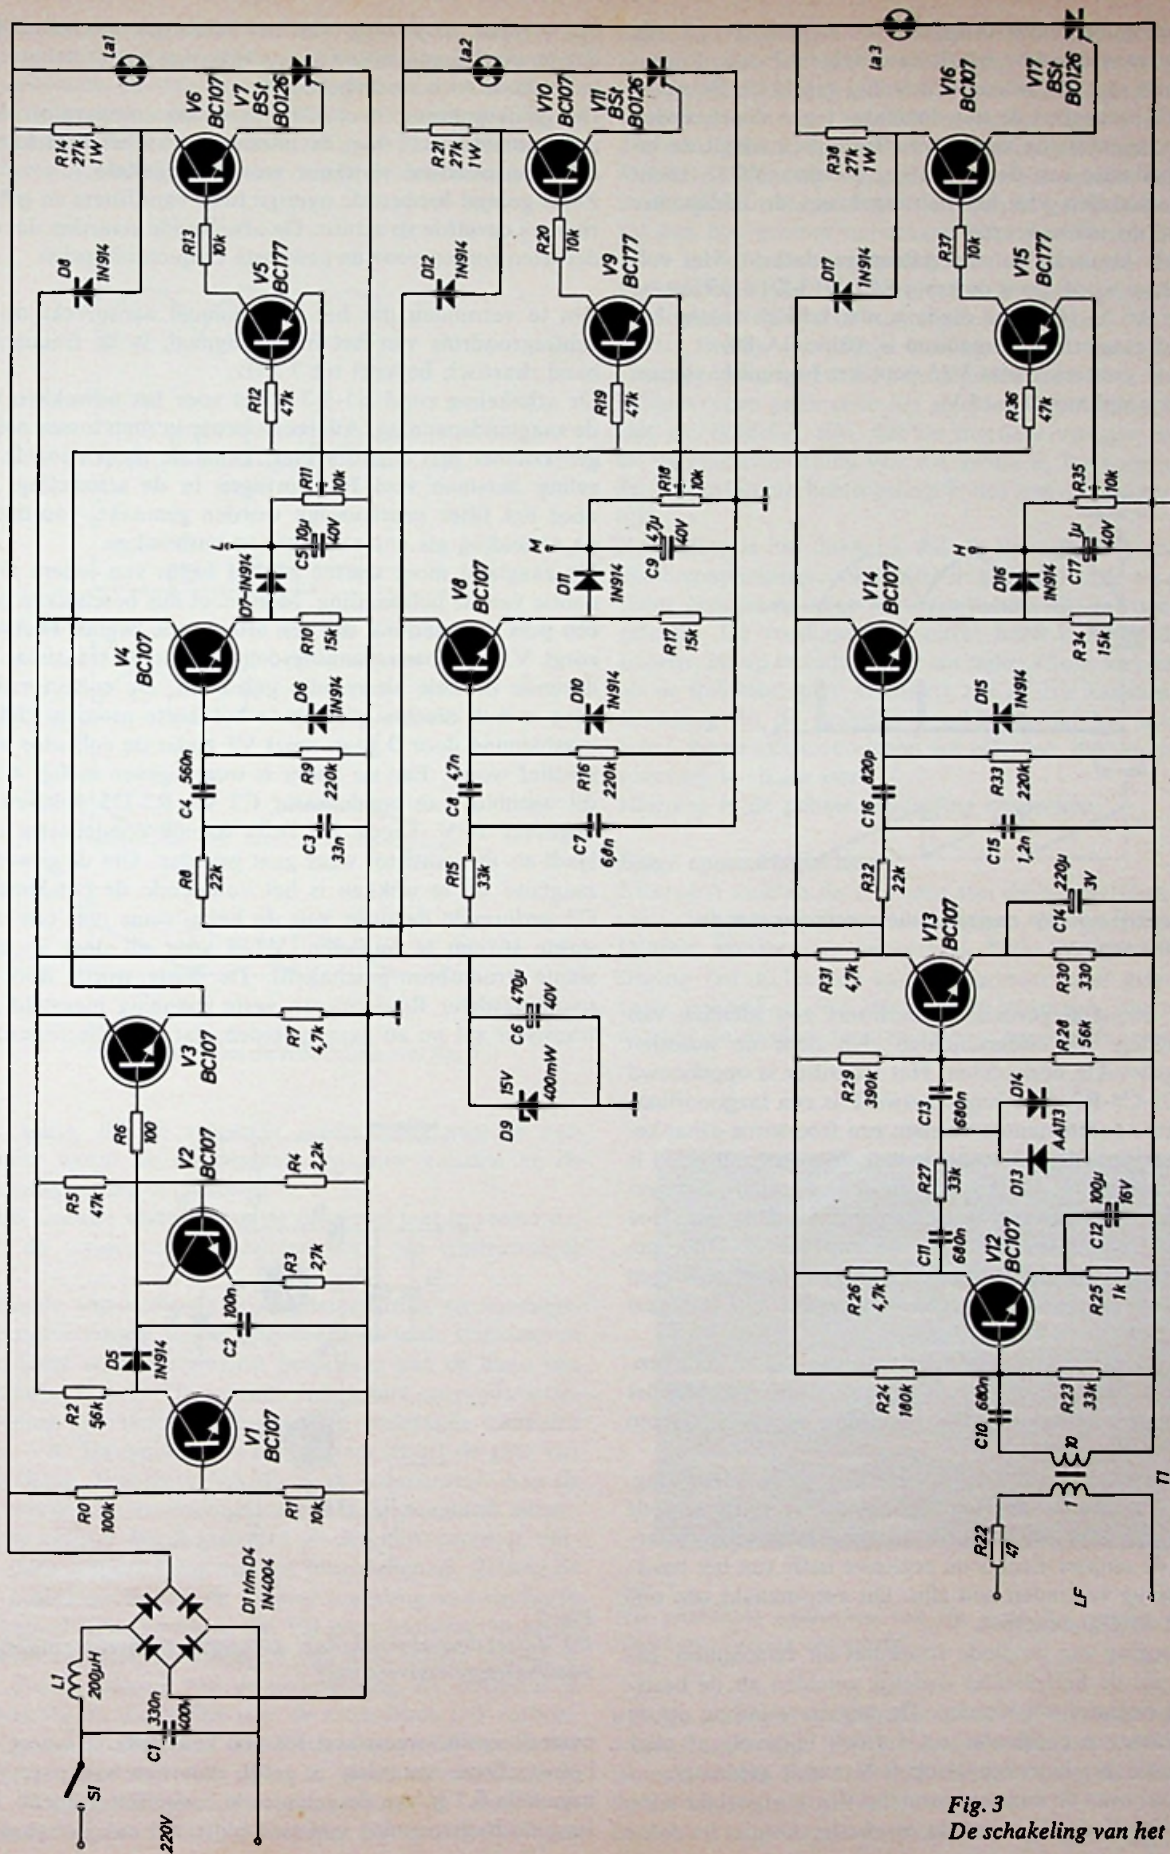 220V
S1
C1
330n
400V
L1
200µH
D1 t/m D4
1N4004
R0
100k
R1
10k
V1
BC107
R2
56k
D5
1N914
C2
100n
R3
2,7k
V2
BC107
R5
47k
R4
2,2k
R6
100
V3
BC107
R7
4,7k
D9
15V
400mW
C6
470µ
40V
R8
22k
C3
33n
C4
560n
R9
220k
D6
1N914
V4
BC107
R10
15k
D7-1N914
L
C5
10µ
40V
R11
10k
R12
47k
V5
BC177
R13
10k
D8
1N914
R14
27k
1W
V6
BC107
V7
BSt
BO126
La1
R15
33k
C7
6,8n
C8
4,7n
R16
220k
D10
1N914
V8
BC107
R17
15k
D11
1N914
M
C9
4,7µ
40V
R18
10k
R19
47k
V9
BC177
R20
10k
D12
1N914
R21
27k
1W
V10
BC107
V11
BSt
BO126
La2
LF
R22
47
1
10
T1
C10
680n
R24
180k
R23
33k
V12
BC107
R26
4,7k
R25
1k
C12
100µ
16V
C11
680n
R27
33k
D13
AA113
D14
C13
680n
R29
390k
R28
56k
V13
BC107
R31
4,7k
R30
330
C14
220µ
3V
R32
22k
C15
1,2n
C16
820p
R33
220k
D15
1N914
V14
BC107
R34
15k
D16
1N914
H
C17
1µ
40V
R35
10k
R36
47k
V15
BC177
R37
10k
D17
1N914
R38
27k
1W
V16
BC107
V17
BSt
BO126
La3
Fig. 3
De schakeling van het